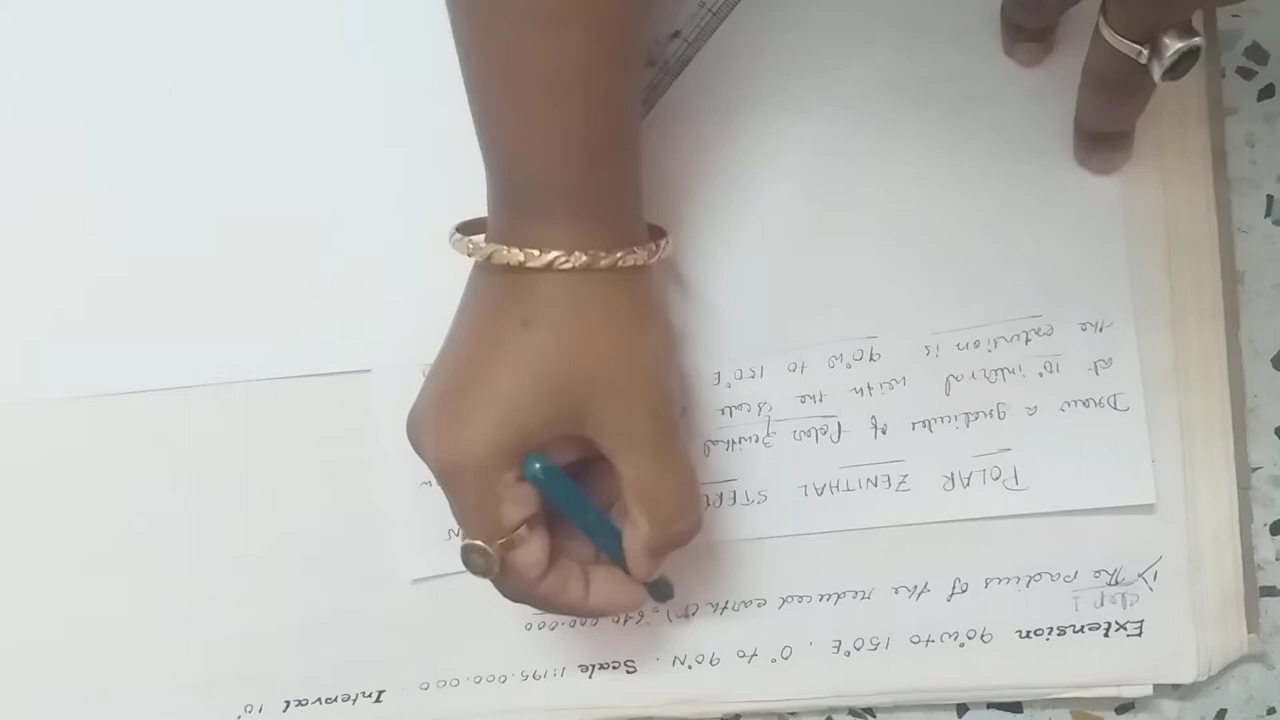 Extension 90°W to 150°E, 0° to 90°N. Scale 1:195.000.000. Interval 10°
Step 1
1) The radius of the reduced earth (r) = 640.000.000
POLAR ZENITHAL
Draw a graticules of Polar Zenithal
at 10° interval with the scale
the extension is 90°W to 150°E